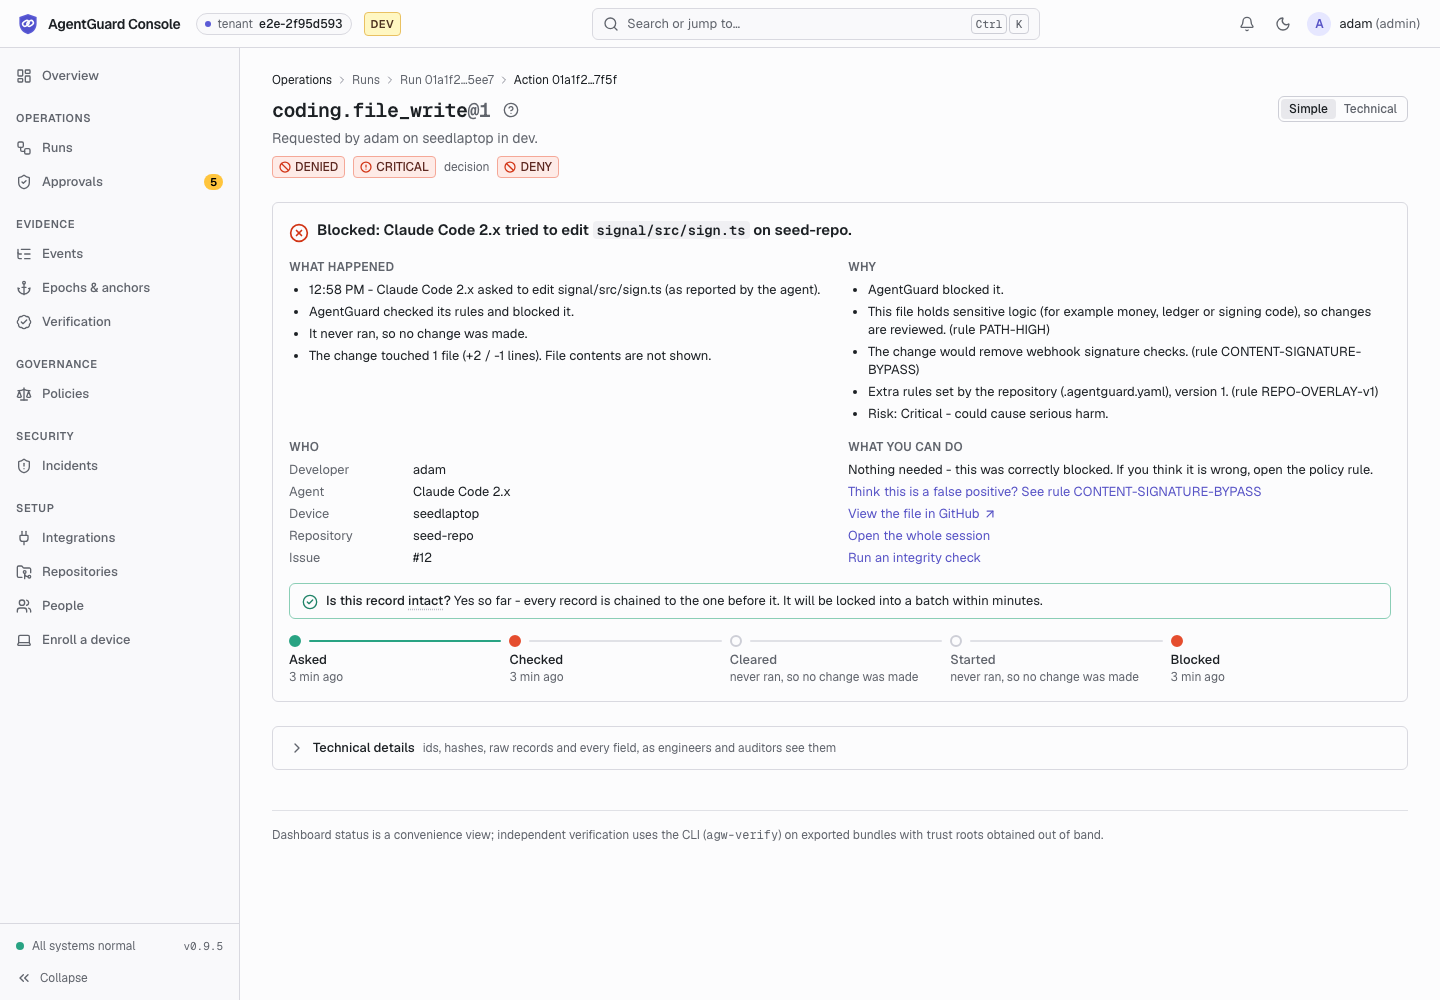 AgentGuard Console
tenant e2e-2f95d593
DEV
Search or jump to...
Ctrl K
A
adam (admin)
Overview
OPERATIONS
Runs
Approvals
5
EVIDENCE
Events
Epochs & anchors
Verification
GOVERNANCE
Policies
SECURITY
Incidents
SETUP
Integrations
Repositories
People
Enroll a device
All systems normal
v0.9.5
Collapse
Operations > Runs > Run 01a1f2...5ee7 > Action 01a1f2...7f5f
coding.file_write@1
Simple
Technical
Requested by adam on seedlaptop in dev.
DENIED
CRITICAL
decision
DENY
Blocked: Claude Code 2.x tried to edit signal/src/sign.ts on seed-repo.
WHAT HAPPENED
12:58 PM - Claude Code 2.x asked to edit signal/src/sign.ts (as reported by the agent).
AgentGuard checked its rules and blocked it.
It never ran, so no change was made.
The change touched 1 file (+2 / -1 lines). File contents are not shown.
WHY
AgentGuard blocked it.
This file holds sensitive logic (for example money, ledger or signing code), so changes
are reviewed. (rule PATH-HIGH)
The change would remove webhook signature checks. (rule CONTENT-SIGNATURE-
BYPASS)
Extra rules set by the repository (.agentguard.yaml), version 1. (rule REPO-OVERLAY-v1)
Risk: Critical - could cause serious harm.
WHO
Developer adam
Agent Claude Code 2.x
Device seedlaptop
Repository seed-repo
Issue #12
WHAT YOU CAN DO
Nothing needed - this was correctly blocked. If you think it is wrong, open the policy rule.
Think this is a false positive? See rule CONTENT-SIGNATURE-BYPASS
View the file in GitHub
Open the whole session
Run an integrity check
Is this record intact? Yes so far - every record is chained to the one before it. It will be locked into a batch within minutes.
Asked
3 min ago
Checked
3 min ago
Cleared
never ran, so no change was made
Started
never ran, so no change was made
Blocked
3 min ago
Technical details ids, hashes, raw records and every field, as engineers and auditors see them
Dashboard status is a convenience view; independent verification uses the CLI (agw-verify) on exported bundles with trust roots obtained out of band.